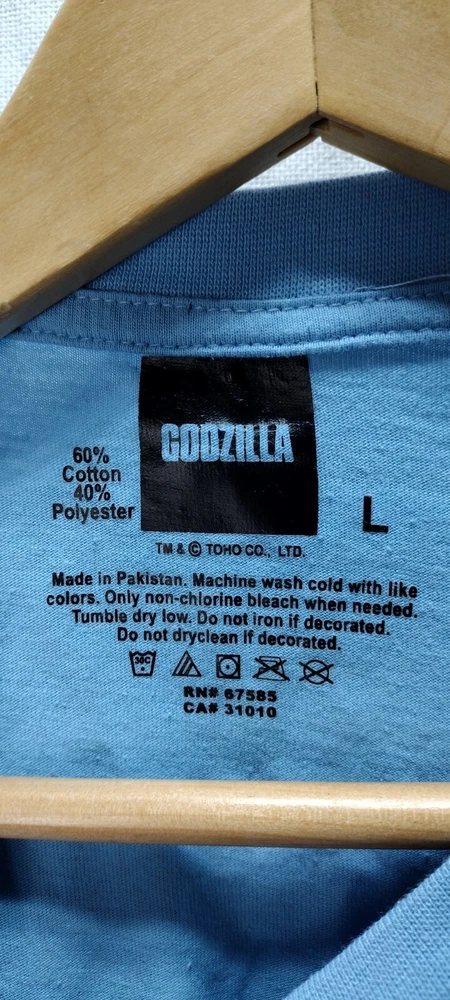 GODZILLA
60%
Cotton
40%
Polyester
L
TM & © TOHO CO., LTD.
Made in Pakistan. Machine wash cold with like
colors. Only non-chlorine bleach when needed.
Tumble dry low. Do not iron if decorated.
Do not dryclean if decorated.
30C
RN# 67585
CA# 31010